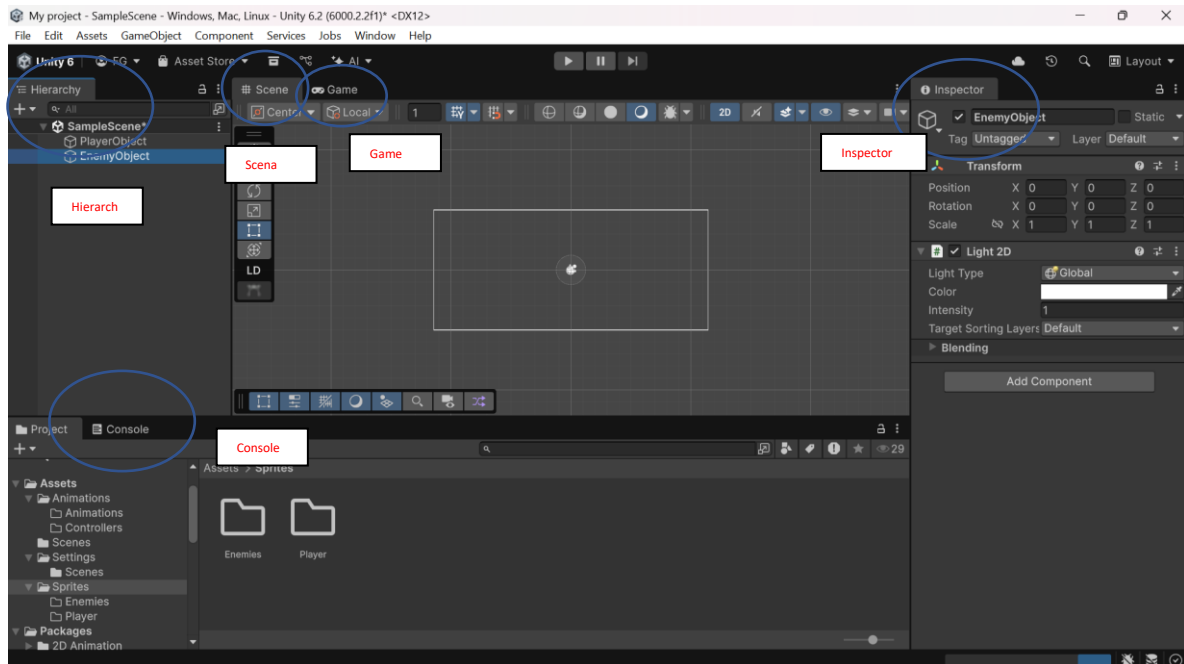 My project - SampleScene - Windows, Mac, Linux - Unity 6.2 (6000.2.2f1)* <DX12>
File Edit Assets GameObject Component Services Jobs Window Help
Unity 6 FG Asset Store AI Layout
Hierarchy
All
SampleScene*
PlayerObject
EnemyObject
Hierarch
Scene Game
Center Local 1 2D
Scena
Game
LD
Inspector
Inspector
EnemyObject Static
Tag Untagged Layer Default
Transform
Position X 0 Y 0 Z 0
Rotation X 0 Y 0 Z 0
Scale X 1 Y 1 Z 1
Light 2D
Light Type Global
Color
Intensity 1
Target Sorting Layers Default
Blending
Add Component
Project Console
Console
29
Assets > Sprites
Assets
Animations
Animations
Controllers
Scenes
Settings
Scenes
Sprites
Enemies
Player
Packages
2D Animation
Enemies Player